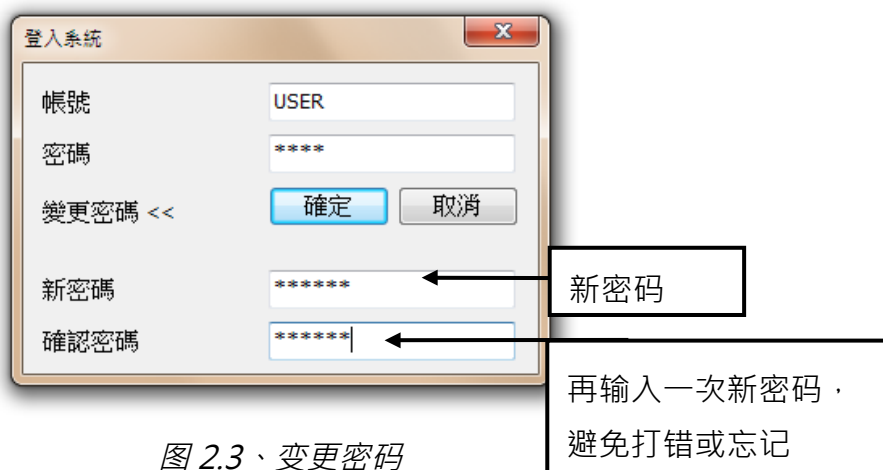 登入系統
帳號 USER
密碼 ****
變更密碼 << 確定 取消
新密碼 ******
確認密碼 ******
新密码
再输入一次新密码，
避免打错或忘记
图 2.3、变更密码